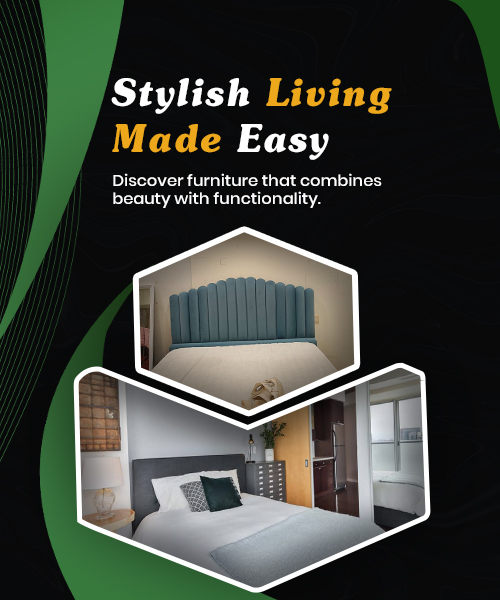 Stylish Living
Made Easy
Discover furniture that combines
beauty with functionality.